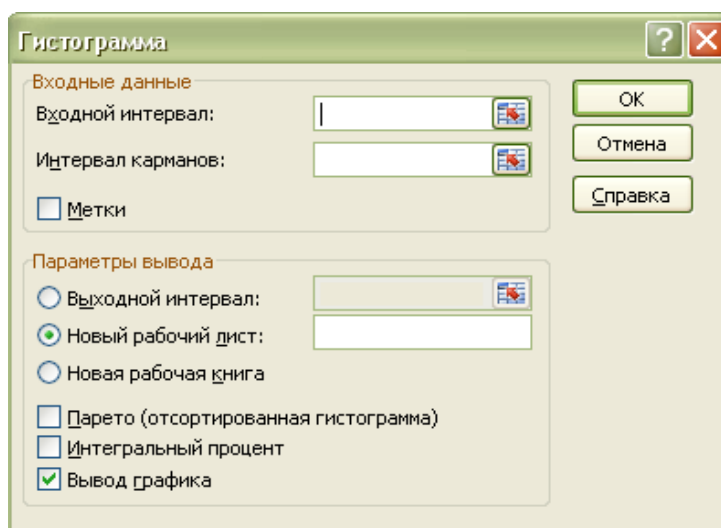 Гистограмма
Входные данные
Входной интервал:
Интервал карманов:
Метки
OK
Отмена
Справка
Параметры вывода
Выходной интервал:
Новый рабочий лист:
Новая рабочая книга
Парето (отсортированная гистограмма)
Интегральный процент
Вывод графика